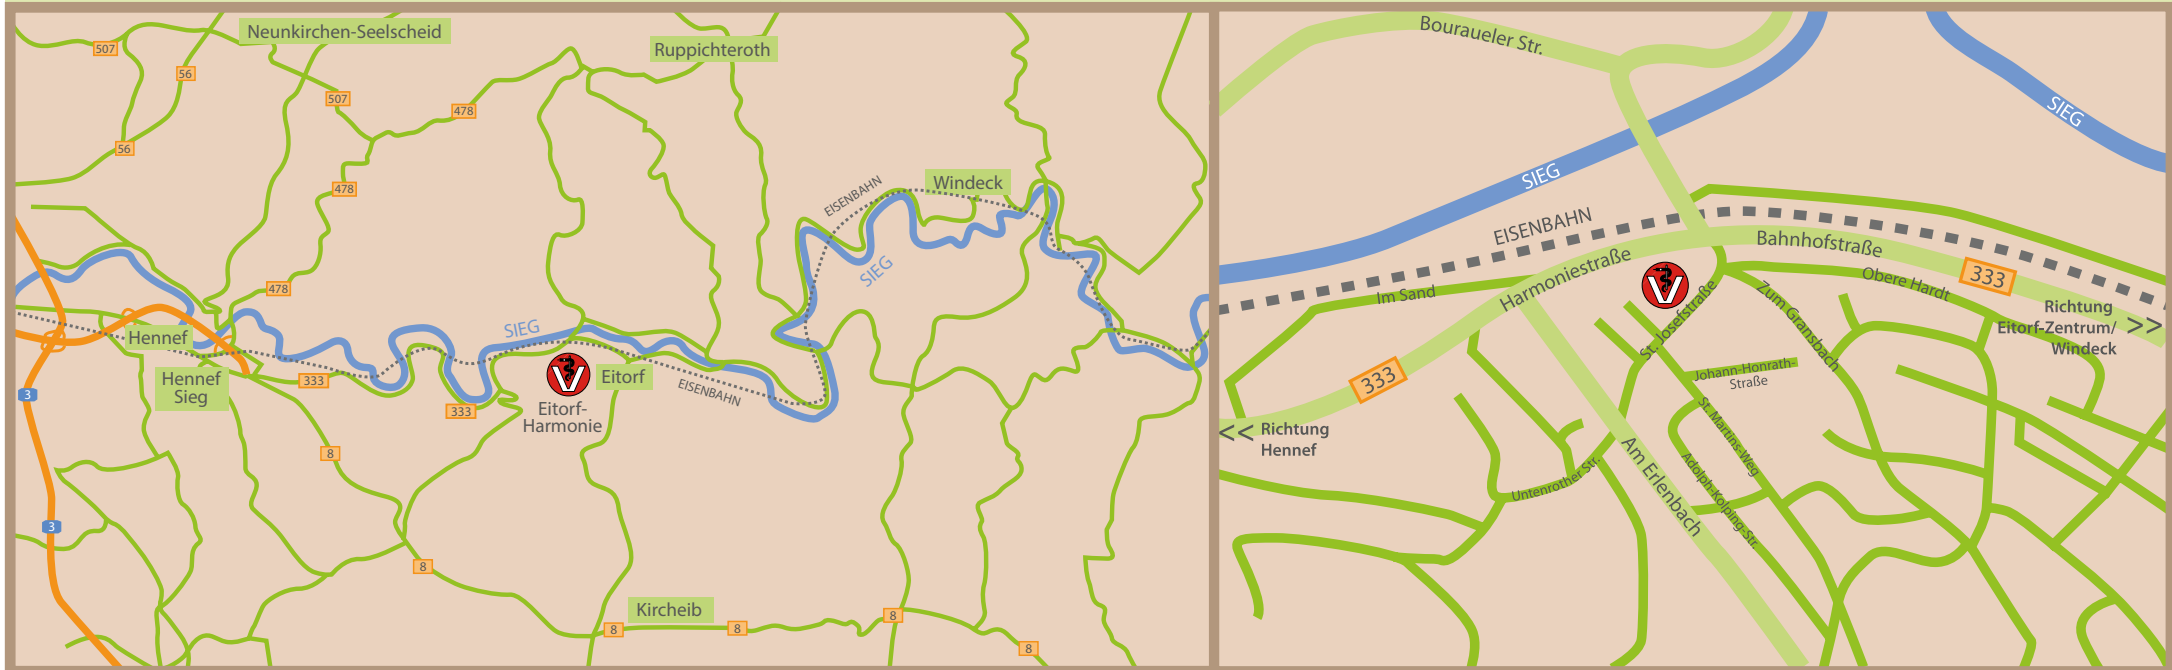 Neunkirchen-Seelscheid
507
56
56
507
478
478
478
Ruppichteroth
Windeck
EISENBAHN
SIEG
Hennef
Hennef
Sieg
333
333
SIEG
Eitorf
EISENBAHN
Eitorf-
Harmonie
3
3
8
8
Kircheib
8
8
8
8
Bouraueler Str.
SIEG
SIEG
EISENBAHN
Bahnhofstraße
333
Harmoniestraße
Im Sand
V
V
St. Josefstraße
Zum Gransbach
Obere Hardt
Richtung
Eitorf-Zentrum/
Windeck
>>
333
<< Richtung
Hennef
Johann-Honrath-
Straße
St. Martins-Weg
Adolph-Kolping-Str.
Am Erlenbach
Untenrother Str.